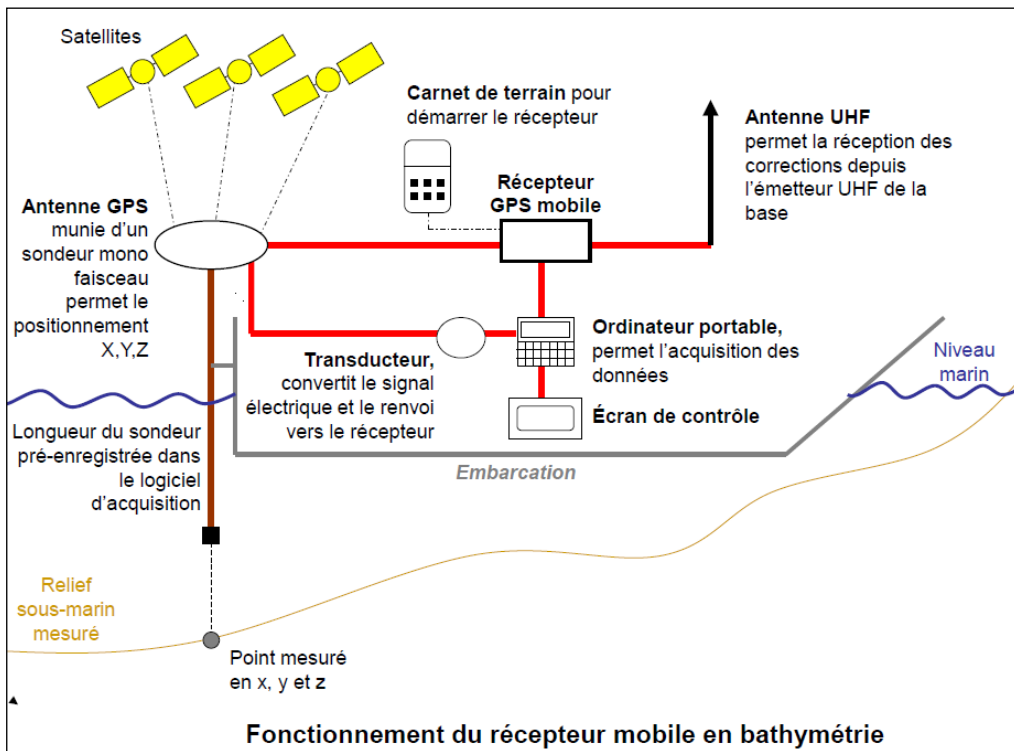 Satellites
Carnet de terrain pour
démarrer le récepteur
Antenne UHF
permet la réception des
corrections depuis
l'émetteur UHF de la
base
Récepteur
GPS mobile
Antenne GPS
munie d'un
sondeur mono
faisceau
permet le
positionnement
X,Y,Z
Transducteur,
convertit le signal
électrique et le renvoi
vers le récepteur
Ordinateur portable,
permet l'acquisition des
données
Niveau
marin
Écran de contrôle
Longueur du sondeur
pré-enregistrée dans
le logiciel
d'acquisition
Embarcation
Relief
sous-marin
mesuré
Point mesuré
en x, y et z
Fonctionnement du récepteur mobile en bathymétrie